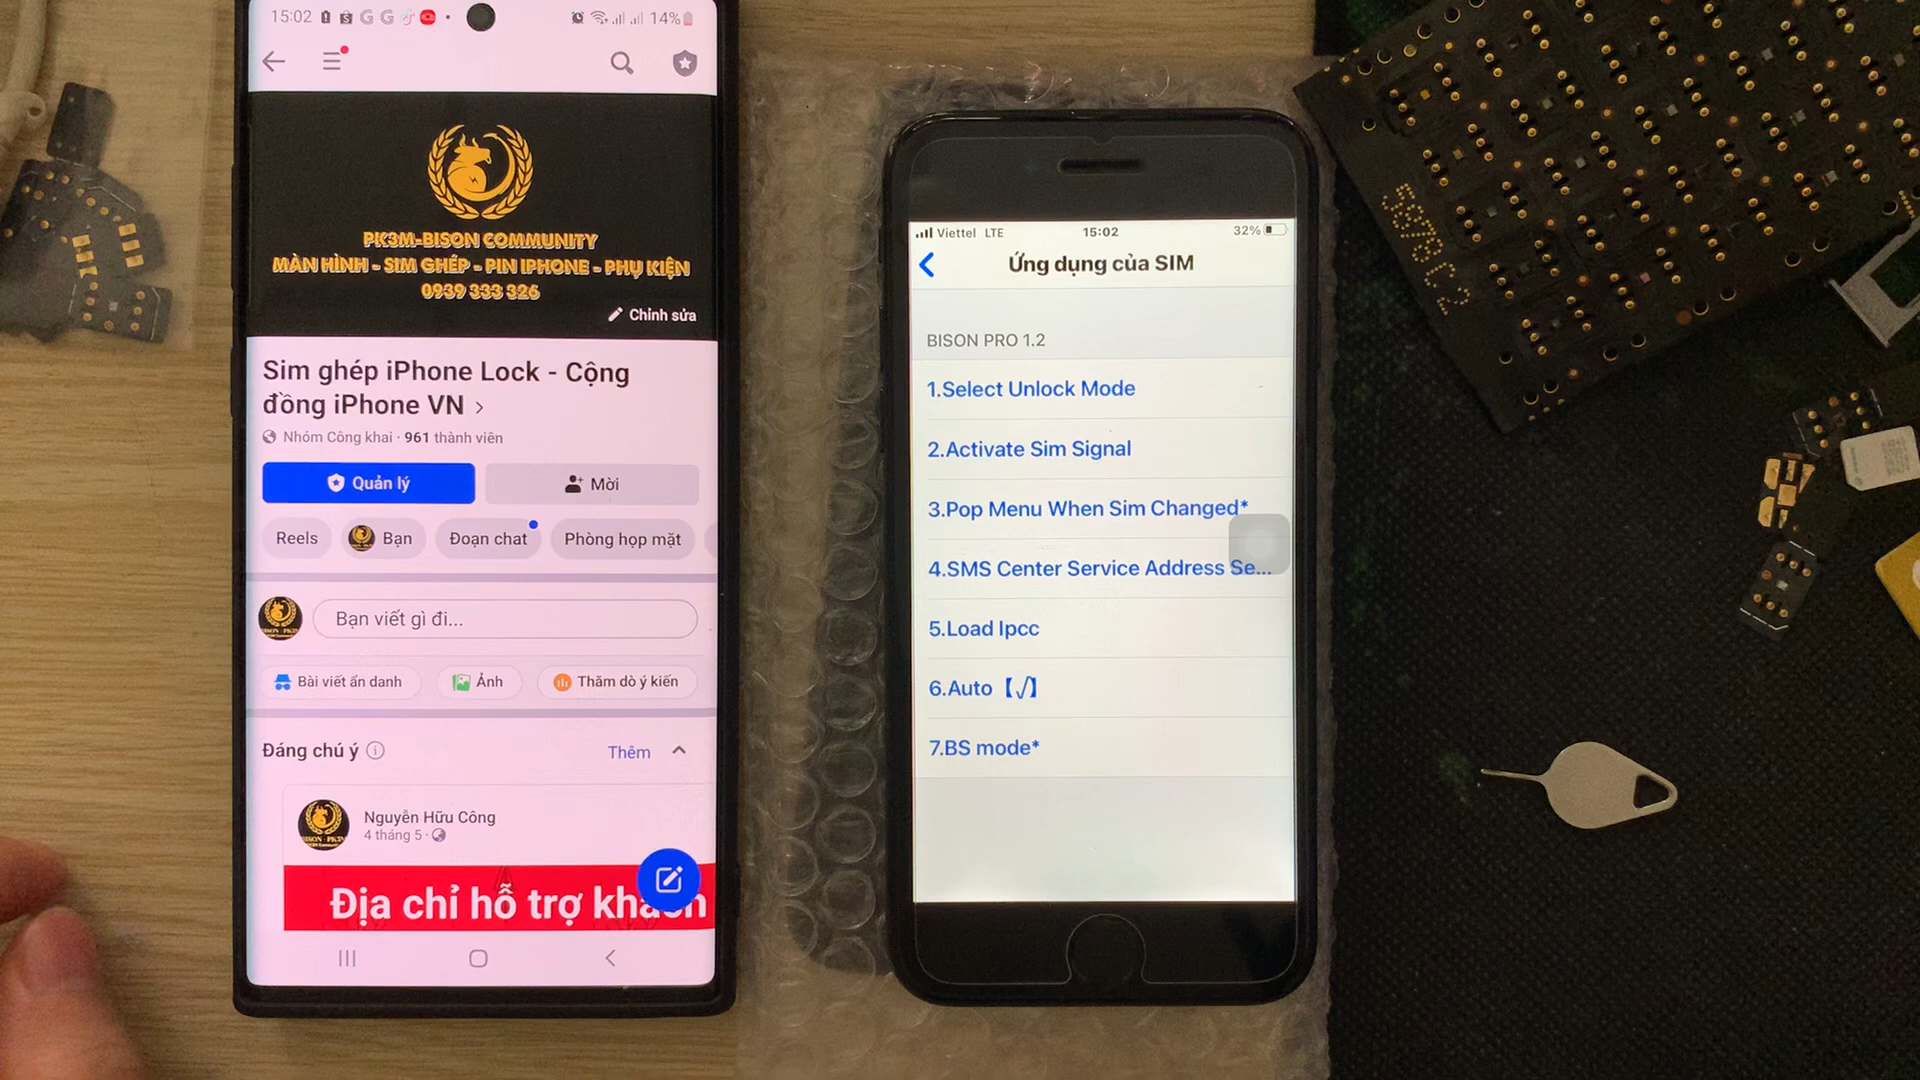 15:02
14%
PK3M-BISON COMMUNITY
MÀN HÌNH - SIM GHÉP - PIN IPHONE - PHỤ KIỆN
0939 333 326
Chỉnh sửa
Sim ghép iPhone Lock - Cộng
đồng iPhone VN
Nhóm Công khai · 961 thành viên
Quản lý
Mời
Reels
Bạn
Đoạn chat
Phòng họp mặt
Bạn viết gì đi...
Bài viết ẩn danh
Ảnh
Thăm dò ý kiến
Đáng chú ý
Thêm
Nguyễn Hữu Công
4 tháng 5 ·
Địa chỉ hỗ trợ khách
Viettel LTE
15:02
32%
Ứng dụng của SIM
BISON PRO 1.2
1.Select Unlock Mode
2.Activate Sim Signal
3.Pop Menu When Sim Changed*
4.SMS Center Service Address Se...
5.Load Ipcc
6.Auto【√】
7.BS mode*